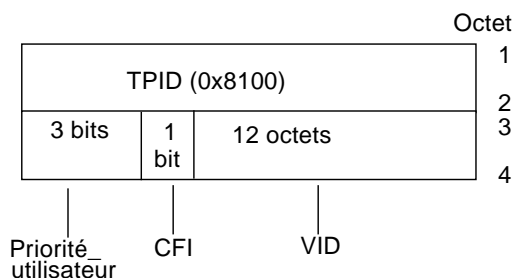 Octet
1
TPID (0x8100)
2
3 bits
1
bit
12 octets
3
4
Priorité_
utilisateur
CFI
VID